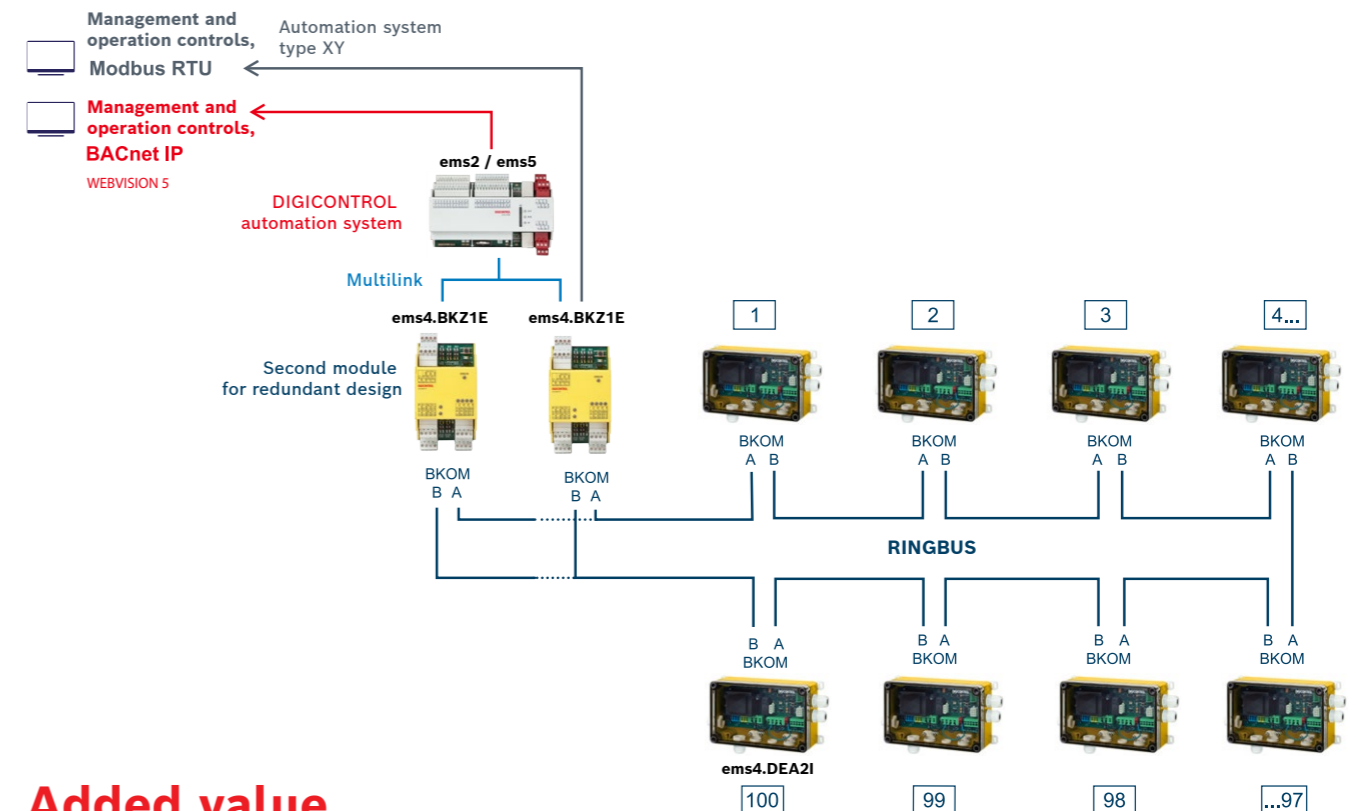 Management and
operation controls,
Modbus RTU
Automation system
type XY
Management and
operation controls,
BACnet IP
WEBVISION 5
ems2 / ems5
DIGICONTROL
automation system
Multilink
ems4.BKZ1E
ems4.BKZ1E
Second module
for redundant design
BKOM
B A
BKOM
B A
1
2
3
4...
BKOM
A B
BKOM
A B
BKOM
A B
BKOM
A B
RINGBUS
B A
BKOM
B A
BKOM
B A
BKOM
B A
BKOM
ems4.DEA2I
100
99
98
...97
Added value